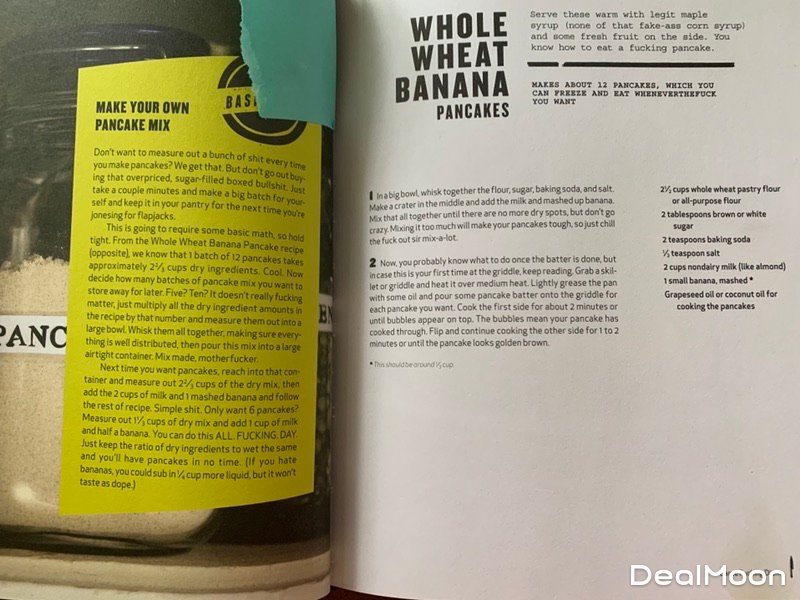 MAKE YOUR OWN
PANCAKE MIX
BAS
Don't want to measure out a bunch of shit every time
you make pancakes? We get that. But don't go out buy-
ing that overpriced, sugar-filled boxed bullshit. Just
take a couple minutes and make a big batch for your-
self and keep it in your pantry for the next time you're
jonesing for flapjacks.
This is going to require some basic math, so hold
tight. From the Whole Wheat Banana Pancake recipe
(opposite), we know that 1 batch of 12 pancakes takes
approximately 2⅔ cups dry ingredients. Cool. Now
decide how many batches of pancake mix you want to
store away for later. Five? Ten? It doesn't really fucking
matter, just multiply all the dry ingredient amounts in
the recipe by that number and measure them out into a
large bowl. Whisk them all together, making sure every-
thing is well distributed, then pour this mix into a large
airtight container. Mix made, motherfucker.
Next time you want pancakes, reach into that con-
tainer and measure out 2⅔ cups of the dry mix, then
add the 2 cups of milk and 1 mashed banana and follow
the rest of recipe. Simple shit. Only want 6 pancakes?
Measure out 1⅓ cups of dry mix and add 1 cup of milk
and half a banana. You can do this ALL. FUCKING. DAY.
Just keep the ratio of dry ingredients to wet the same
and you'll have pancakes in no time. (If you hate
bananas, you could sub in ¼ cup more liquid, but it won't
taste as dope.)
PANC
EN
WHOLE
WHEAT
BANANA
PANCAKES
Serve these warm with legit maple
syrup (none of that fake-ass corn syrup)
and some fresh fruit on the side. You
know how to eat a fucking pancake.
MAKES ABOUT 12 PANCAKES, WHICH YOU
CAN FREEZE AND EAT WHENEVERTHEFUCK
YOU WANT
1 In a big bowl, whisk together the flour, sugar, baking soda, and salt.
Make a crater in the middle and add the milk and mashed up banana.
Mix that all together until there are no more dry spots, but don't go
crazy. Mixing it too much will make your pancakes tough, so just chill
the fuck out sir mix-a-lot.
2 Now, you probably know what to do once the batter is done, but
in case this is your first time at the griddle, keep reading. Grab a skil-
let or griddle and heat it over medium heat. Lightly grease the pan
with some oil and pour some pancake batter onto the griddle for
each pancake you want. Cook the first side for about 2 minutes or
until bubbles appear on top. The bubbles mean your pancake has
cooked through. Flip and continue cooking the other side for 1 to 2
minutes or until the pancake looks golden brown.
* This should be around ½ cup.
2½ cups whole wheat pastry flour
or all-purpose flour
2 tablespoons brown or white
sugar
2 teaspoons baking soda
½ teaspoon salt
2 cups nondairy milk (like almond)
1 small banana, mashed *
Grapeseed oil or coconut oil for
cooking the pancakes
DealMoon